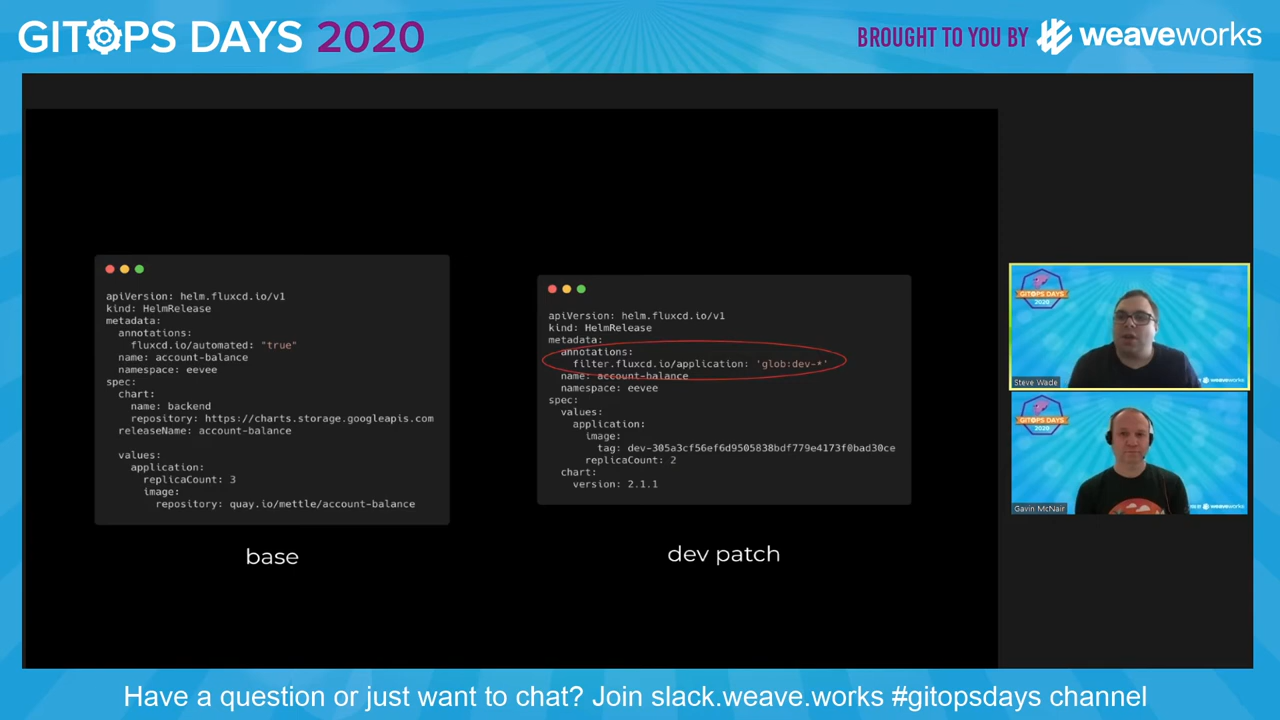 GITOPS DAYS 2020
BROUGHT TO YOU BY weaveworks
apiVersion: helm.fluxcd.io/v1
kind: HelmRelease
metadata:
  annotations:
    fluxcd.io/automated: "true"
  name: account-balance
  namespace: eevee
spec:
  chart:
    name: backend
    repository: https://charts.storage.googleapis.com
  releaseName: account-balance
  values:
    application:
      replicaCount: 3
      image:
        repository: quay.io/mettle/account-balance
base
apiVersion: helm.fluxcd.io/v1
kind: HelmRelease
metadata:
  annotations:
    filter.fluxcd.io/application: 'glob:dev-*'
  name: account-balance
  namespace: eevee
spec:
  values:
    application:
      image:
        tag: dev-305a3cf56ef6d9505838bdf779e4173f0bad30ce
      replicaCount: 2
  chart:
    version: 2.1.1
dev patch
GITOPS DAYS
2020
Steve Wade
weaveworks
GITOPS DAYS
2020
Gavin McNair
weaveworks
Have a question or just want to chat? Join slack.weave.works #gitopsdays channel